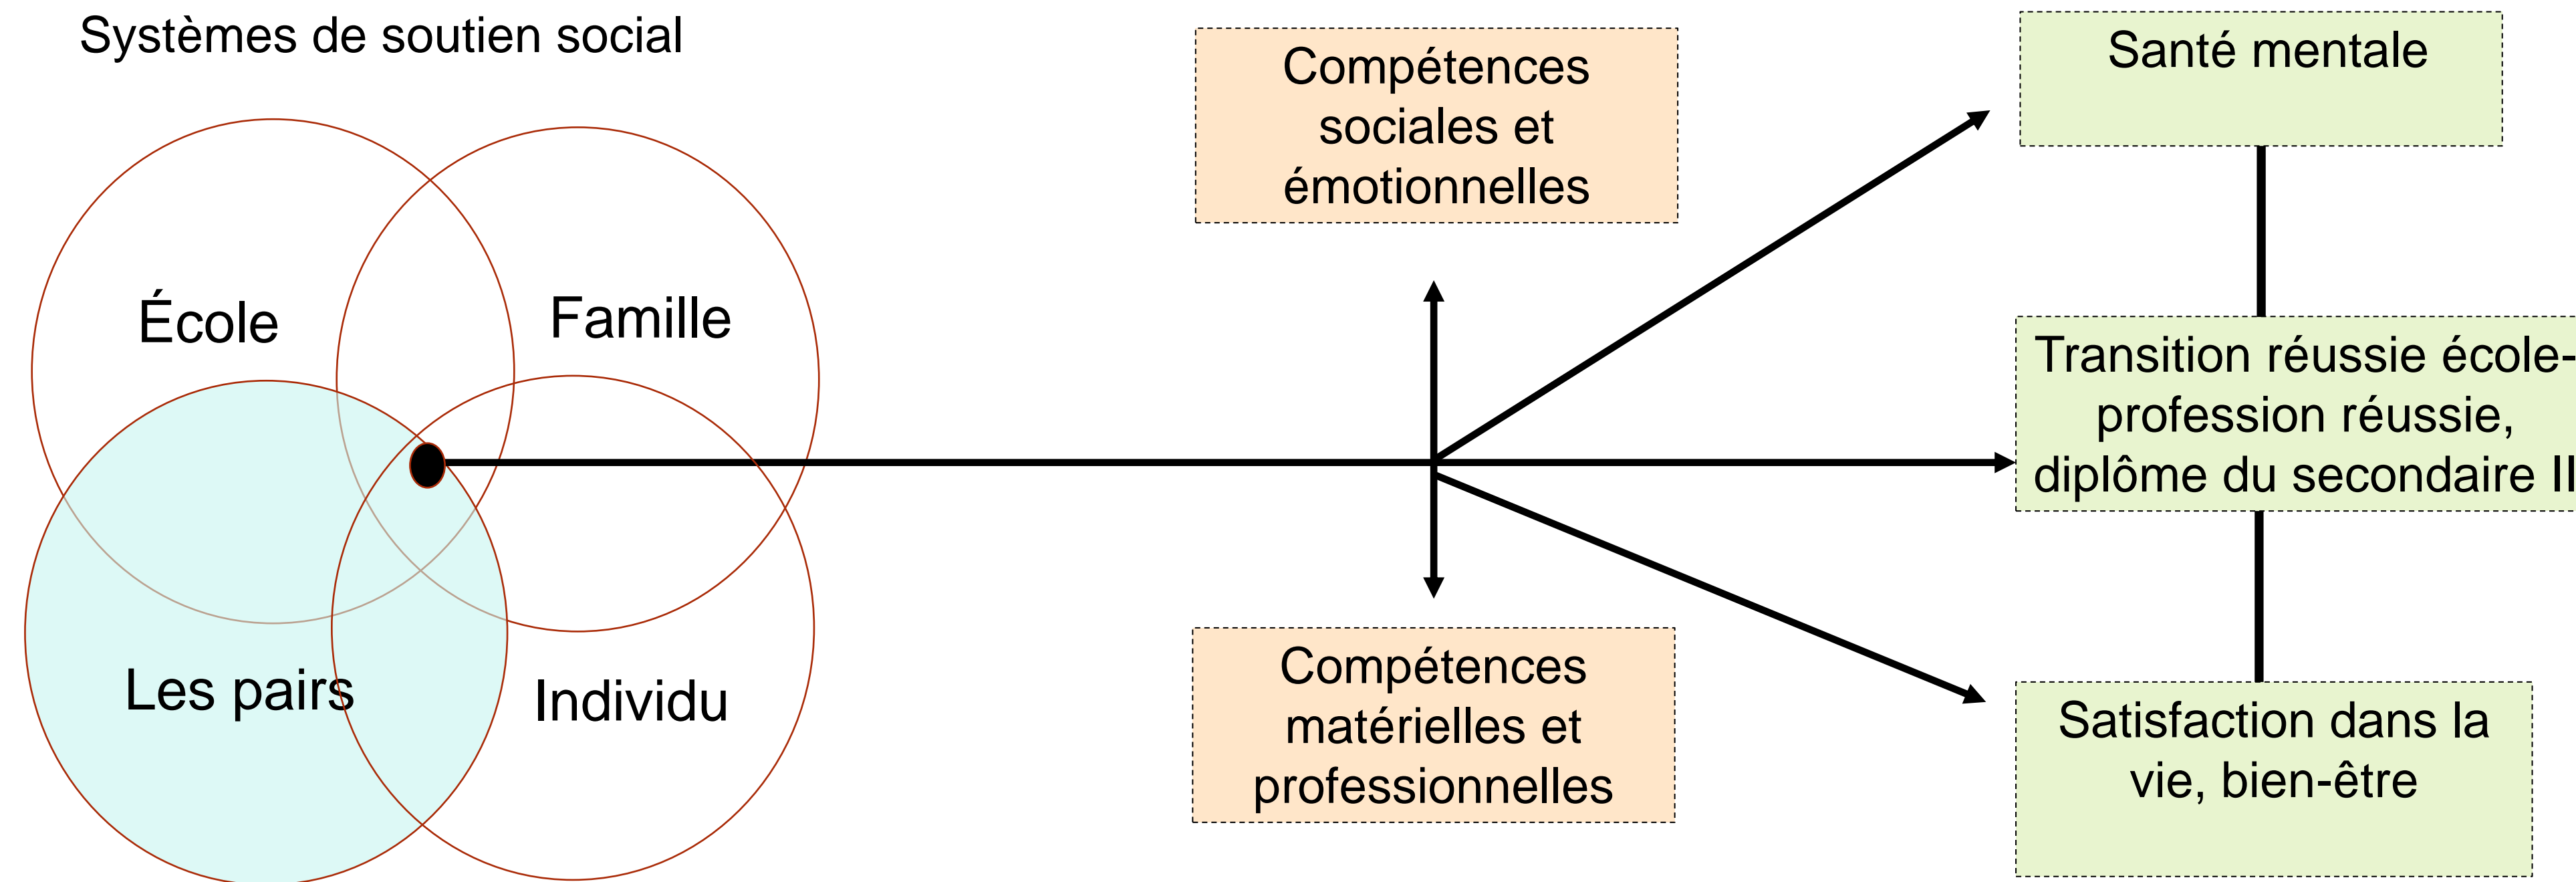 Systèmes de soutien social
École
Famille
Les pairs
Individu
Compétences
sociales et
émotionnelles
Compétences
matérielles et
professionnelles
Santé mentale
Transition réussie école-
profession réussie,
diplôme du secondaire II
Satisfaction dans la
vie, bien-être